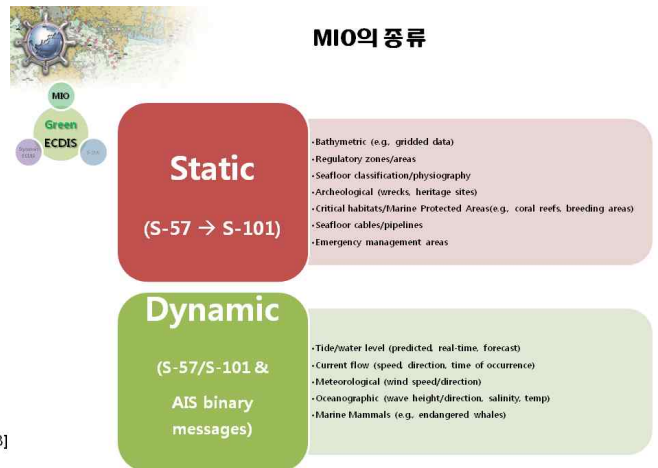 MIO의 종류
MIO
Green
ECDIS
Static
(S-57 → S-101)
•Bathymetric (e.g., gridded data)
•Regulatory zones/areas
•Seafloor classification/physiography
•Archeological (wrecks, heritage sites)
•Critical habitats/Marine Protected Areas(e.g., coral reefs, breeding areas)
•Seafloor cables/pipelines
•Emergency management areas
Dynamic
(S-57/S-101 &
AIS binary
messages)
•Tide/water level (predicted, real-time, forecast)
•Current flow (speed, direction, time of occurrence)
•Meteorological (wind speed/direction)
•Oceanographic (wave height/direction, salinity, temp)
•Marine Mammals (e.g., endangered whales)
3]